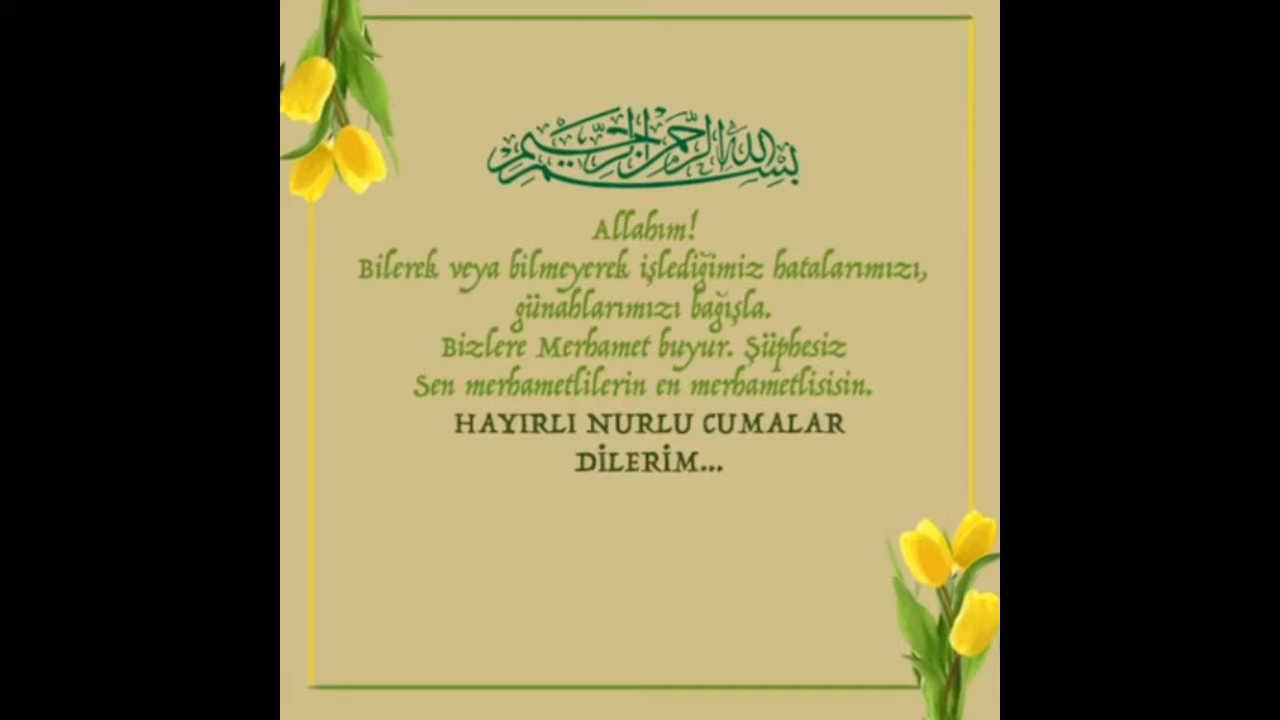 بسم الله الرحمن الرحيم
Allahım!
Bilerek veya bilmeyerek işlediğimiz hatalarımızı,
günahlarımızı bağışla.
Bizlere Merhamet buyur. Şüphesiz
Sen merhametlilerin en merhametlisisin.
HAYIRLI NURLU CUMALAR
DİLERİM...